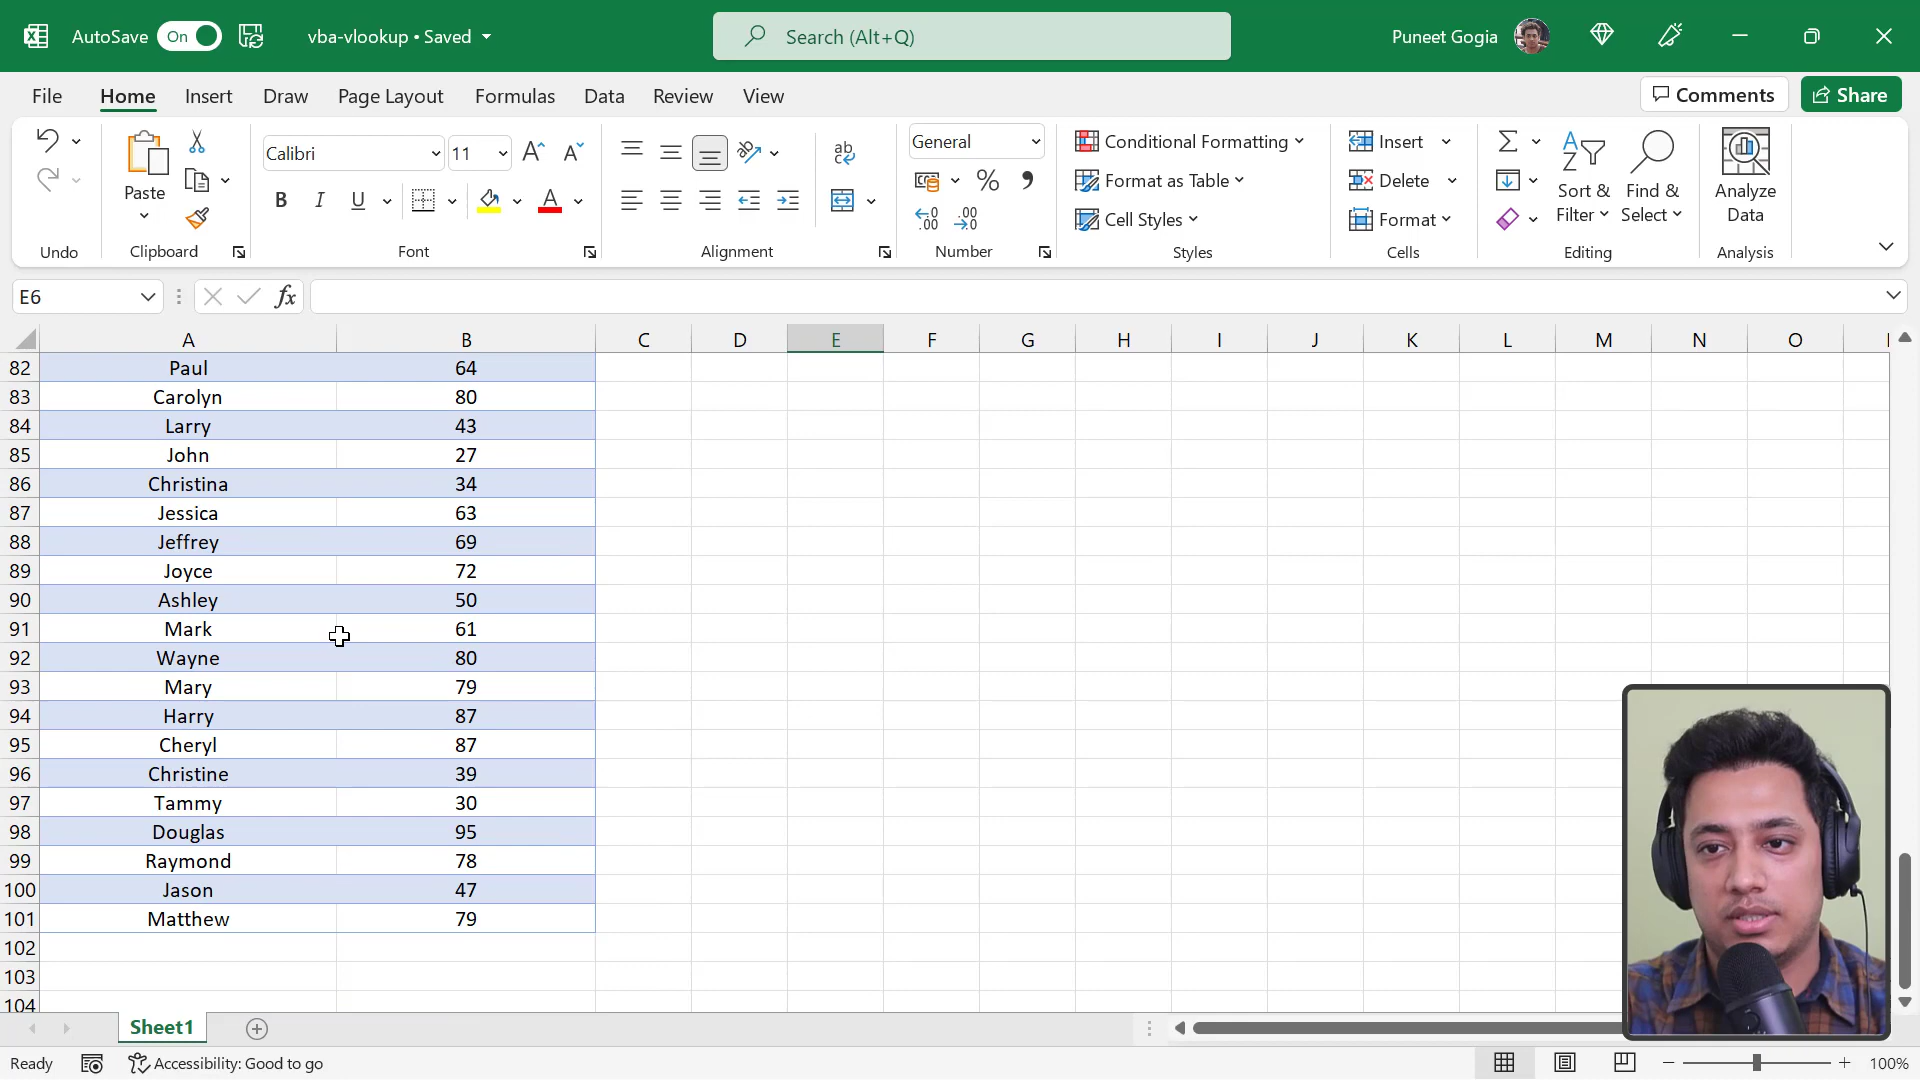 AutoSave On vba-vlookup • Saved Search (Alt+Q) Puneet Gogia
File Home Insert Draw Page Layout Formulas Data Review View Comments Share
Paste
Calibri 11
B I U
ab
General
% ,
.00 .00
Conditional Formatting
Format as Table
Cell Styles
Insert
Delete
Format
Sort & Filter
Find & Select
Analyze Data
Undo Clipboard Font Alignment Number Styles Cells Editing Analysis
E6 fx
A B C D E F G H I J K L M N O
82 Paul 64
83 Carolyn 80
84 Larry 43
85 John 27
86 Christina 34
87 Jessica 63
88 Jeffrey 69
89 Joyce 72
90 Ashley 50
91 Mark 61
92 Wayne 80
93 Mary 79
94 Harry 87
95 Cheryl 87
96 Christine 39
97 Tammy 30
98 Douglas 95
99 Raymond 78
100 Jason 47
101 Matthew 79
102
103
104
Sheet1
Ready Accessibility: Good to go 100%